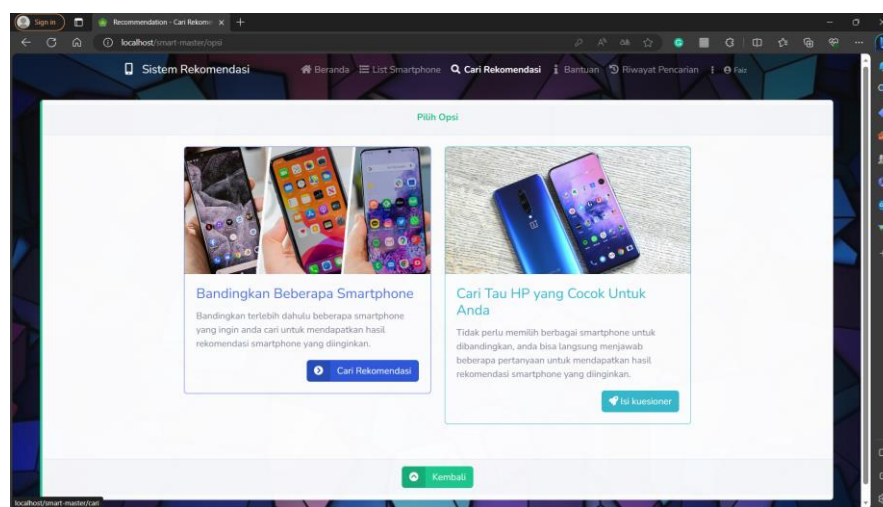 Sign in
Recommendation - Cari Rekome
localhost/smart-master/opsi
Sistem Rekomendasi
Beranda
List Smartphone
Cari Rekomendasi
Bantuan
Riwayat Pencarian
Faiz
Pilih Opsi
Bandingkan Beberapa Smartphone
Bandingkan terlebih dahulu beberapa smartphone
yang ingin anda cari untuk mendapatkan hasil
rekomendasi smartphone yang diinginkan.
Cari Rekomendasi
Cari Tau HP yang Cocok Untuk
Anda
Tidak perlu memilih berbagai smartphone untuk
dibandingkan, anda bisa langsung menjawab
beberapa pertanyaan untuk mendapatkan hasil
rekomendasi smartphone yang diinginkan.
Isi kuesioner
Kembali
localhost/smart-master/cari